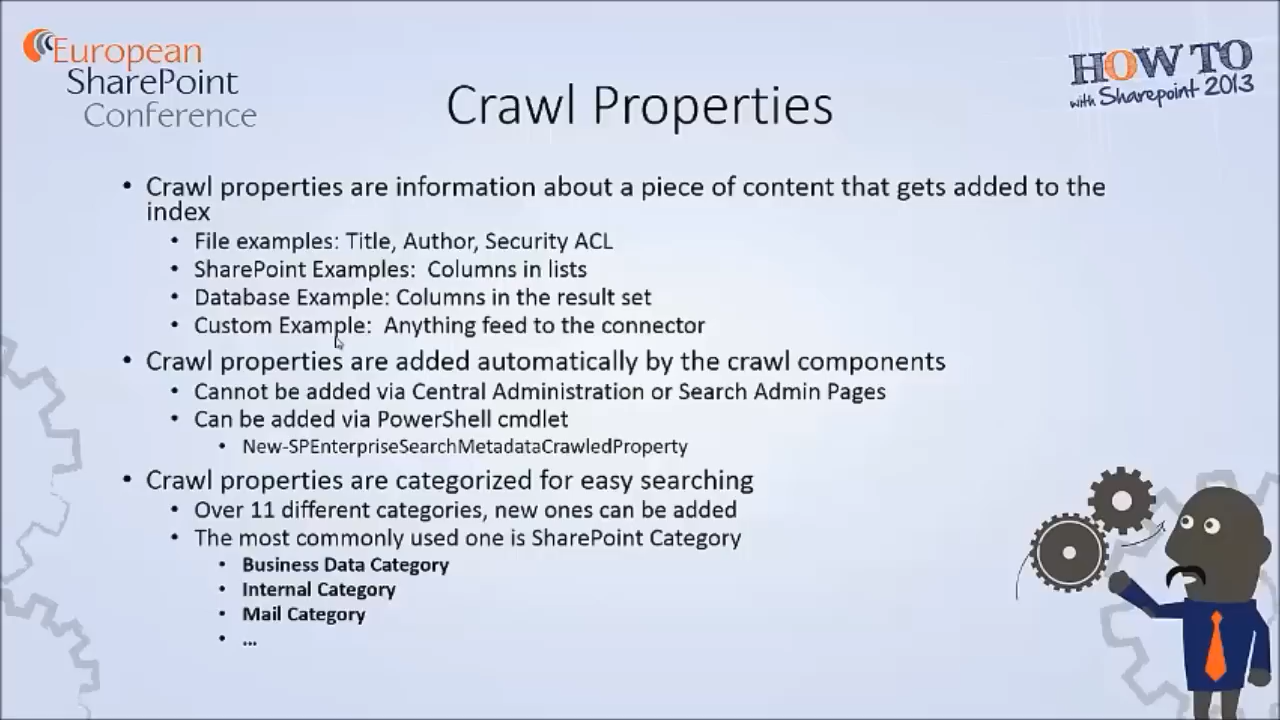 European
SharePoint
Conference
HOW TO
with Sharepoint 2013
Crawl Properties
• Crawl properties are information about a piece of content that gets added to the
index
• File examples: Title, Author, Security ACL
• SharePoint Examples: Columns in lists
• Database Example: Columns in the result set
• Custom Example: Anything feed to the connector
• Crawl properties are added automatically by the crawl components
• Cannot be added via Central Administration or Search Admin Pages
• Can be added via PowerShell cmdlet
• New-SPEnterpriseSearchMetadataCrawledProperty
• Crawl properties are categorized for easy searching
• Over 11 different categories, new ones can be added
• The most commonly used one is SharePoint Category
• Business Data Category
• Internal Category
• Mail Category
• ...